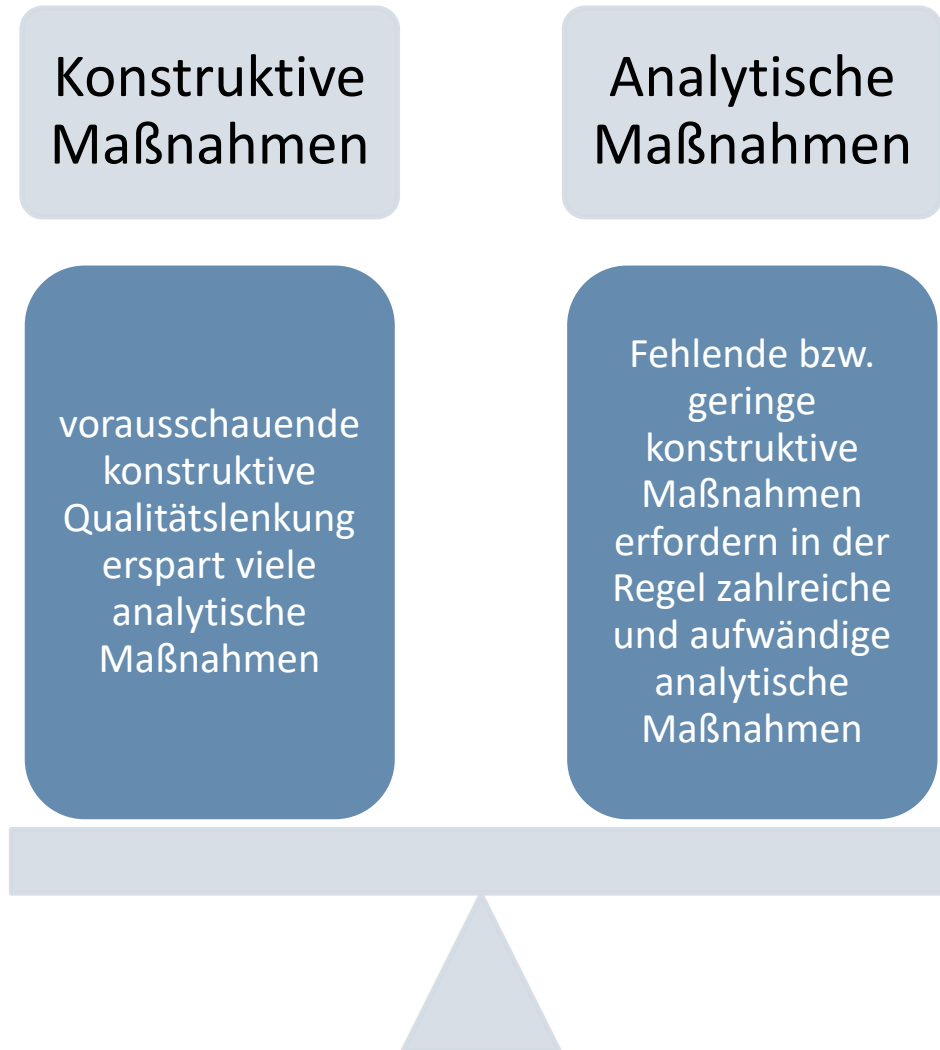 Konstruktive
Maßnahmen
vorausschauende
konstruktive
Qualitätslenkung
erspart viele
analytische
Maßnahmen
Analytische
Maßnahmen
Fehlende bzw.
geringe
konstruktive
Maßnahmen
erfordern in der
Regel zahlreiche
und aufwändige
analytische
Maßnahmen